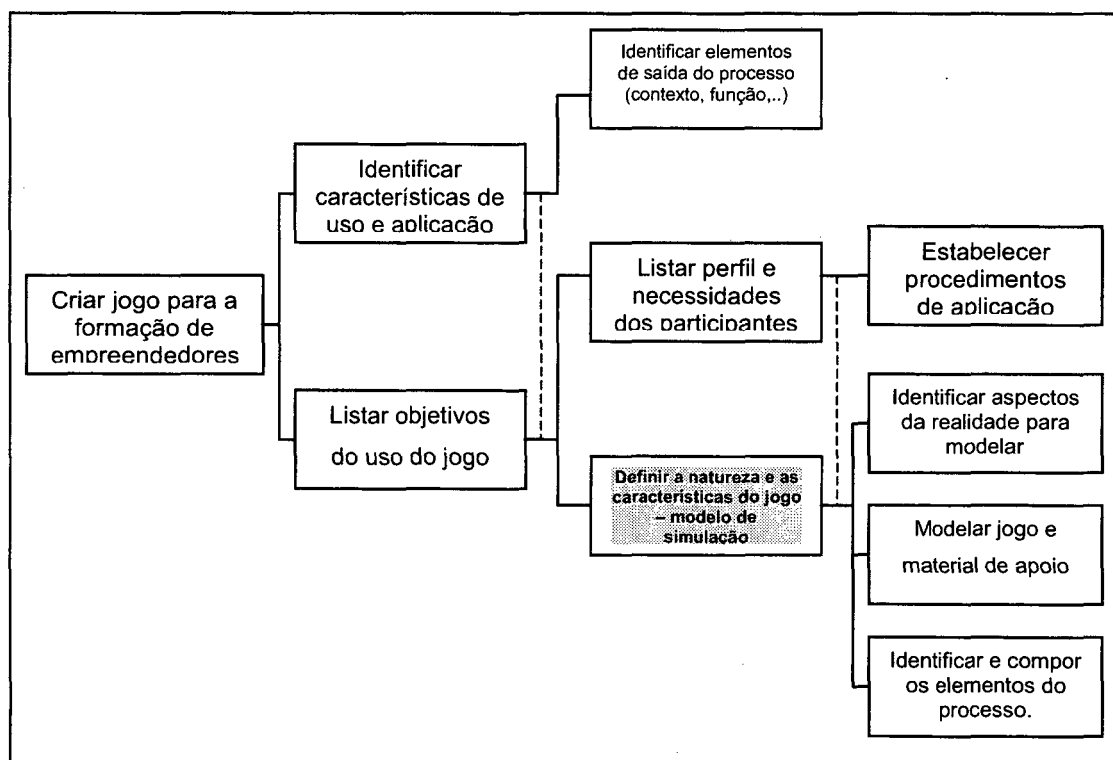 Identificar elementos
de saída do processo
(contexto, função,..)
Identificar
características de
uso e aplicação
Listar perfil e
necessidades
dos participantes
Estabelecer
procedimentos
de aplicação
Criar jogo para a
formação de
empreendedores
Listar objetivos
do uso do jogo
Identificar aspectos
da realidade para
modelar
Definir a natureza e as
características do jogo
– modelo de
simulação
Modelar jogo e
material de apoio
Identificar e compor
os elementos do
processo.